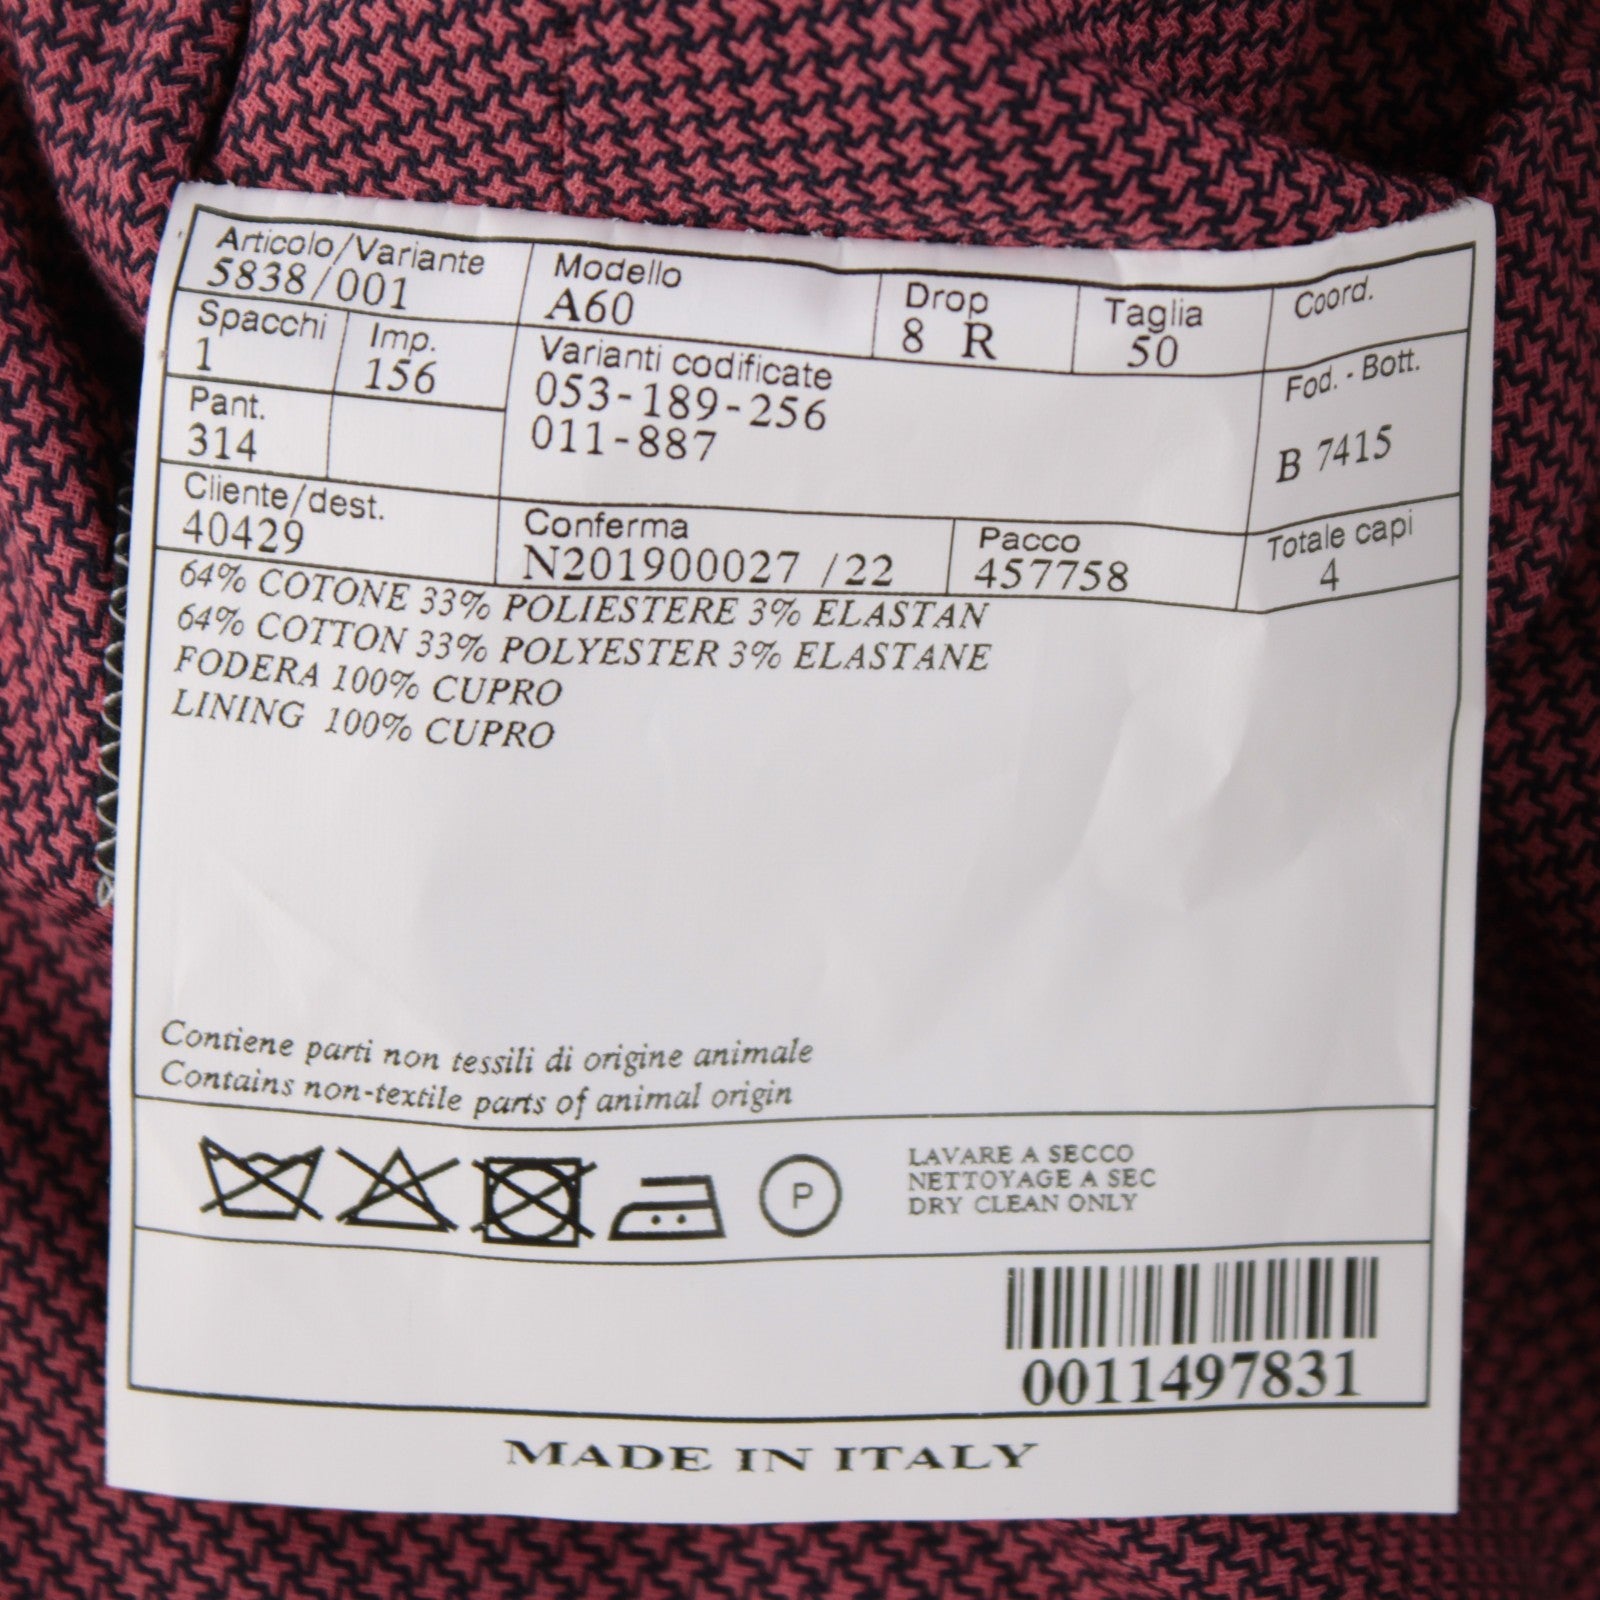 Articolo/Variante
5838/001
Modello
A60
Drop
8 R
Taglia
50
Coord.
Spacchi
1
Imp.
156
Varianti codificate
053-189-256
011-887
Fod. - Bott.
B 7415
Pant.
314
Cliente/dest.
40429
Conferma
N201900027 /22
Pacco
457758
Totale capi
4
64% COTONE 33% POLIESTERE 3% ELASTAN
64% COTTON 33% POLYESTER 3% ELASTANE
FODERA 100% CUPRO
LINING 100% CUPRO
Contiene parti non tessili di origine animale
Contains non-textile parts of animal origin
P
LAVARE A SECCO
NETTOYAGE A SEC
DRY CLEAN ONLY
0011497831
MADE IN ITALY